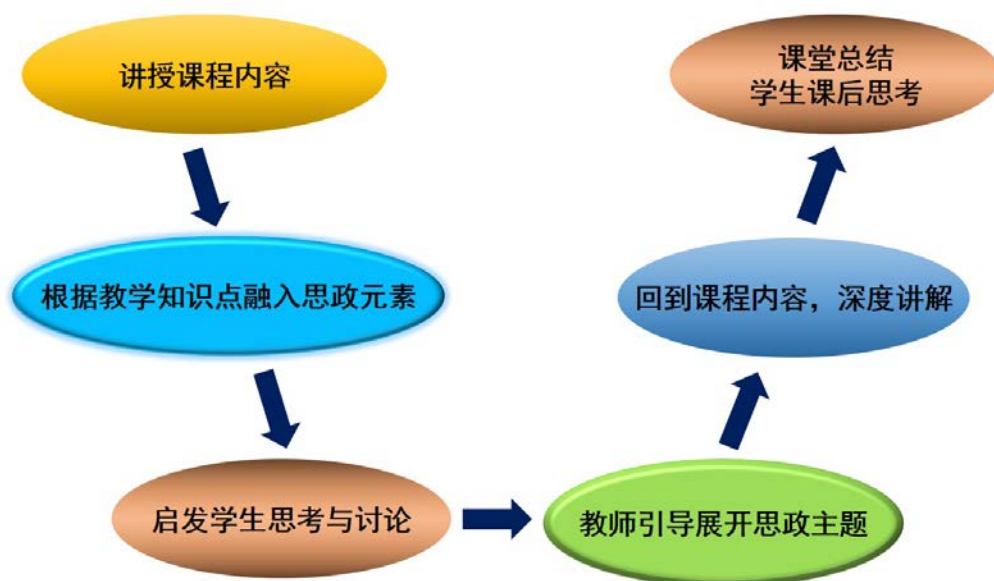 讲授课程内容
根据教学知识点融入思政元素
启发学生思考与讨论
教师引导展开思政主题
回到课程内容，深度讲解
课堂总结
学生课后思考